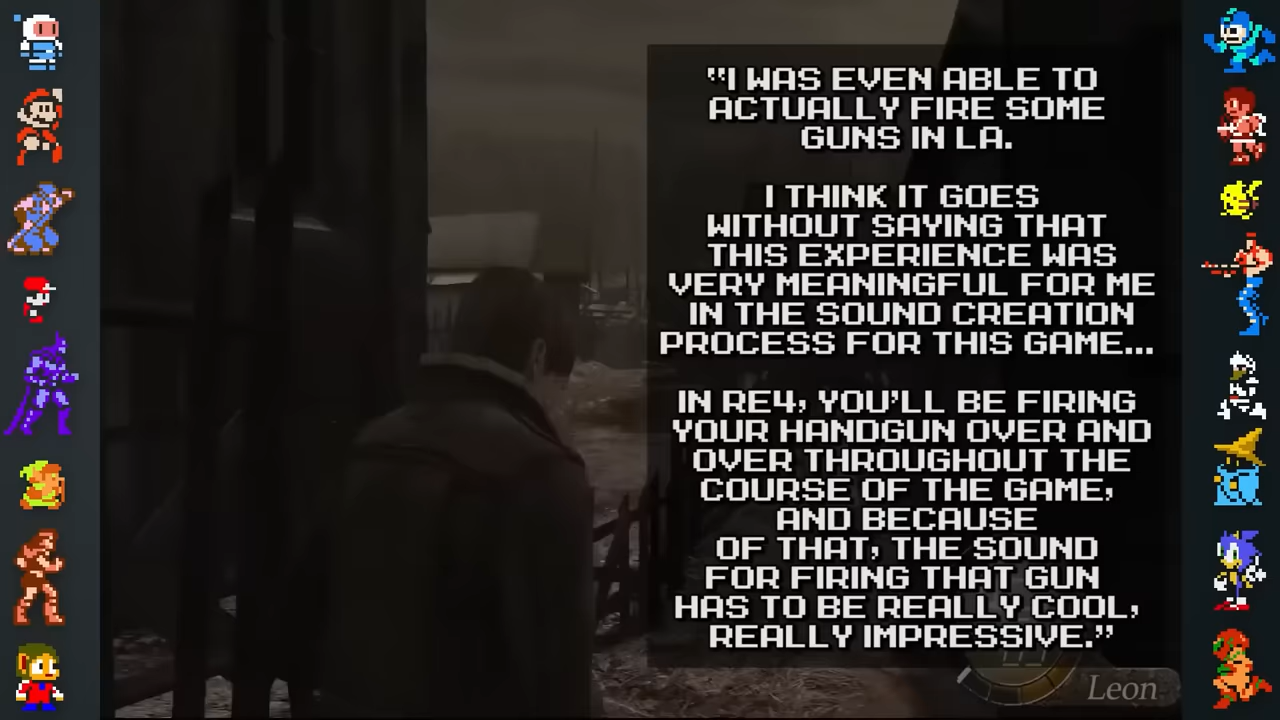 "I WAS EVEN ABLE TO
ACTUALLY FIRE SOME
GUNS IN LA.
I THINK IT GOES
WITHOUT SAYING THAT
THIS EXPERIENCE WAS
VERY MEANINGFUL FOR ME
IN THE SOUND CREATION
PROCESS FOR THIS GAME...
IN RE4, YOU'LL BE FIRING
YOUR HANDGUN OVER AND
OVER THROUGHOUT THE
COURSE OF THE GAME,
AND BECAUSE
OF THAT, THE SOUND
FOR FIRING THAT GUN
HAS TO BE REALLY COOL,
REALLY IMPRESSIVE."
Leon